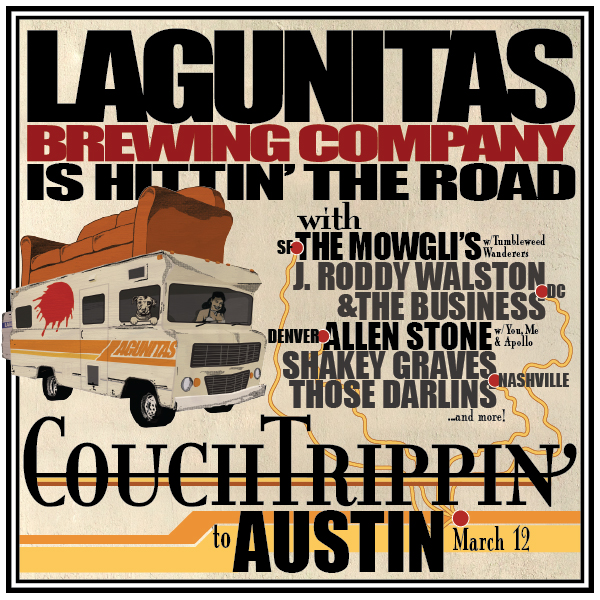 LAGUNITAS
BREWING COMPANY
IS HITTIN' THE ROAD
with
SF THE MOWGLI'S w/Tumbleweed Wanderers
J. RODDY WALSTON DC
&THE BUSINESS
DENVER ALLEN STONE w/ You, Me & Apollo
SHAKEY GRAVES
NASHVILLE
THOSE DARLINS
...and more!
LAGUNITAS
COUCHTRIPPIN'
to AUSTIN March 12